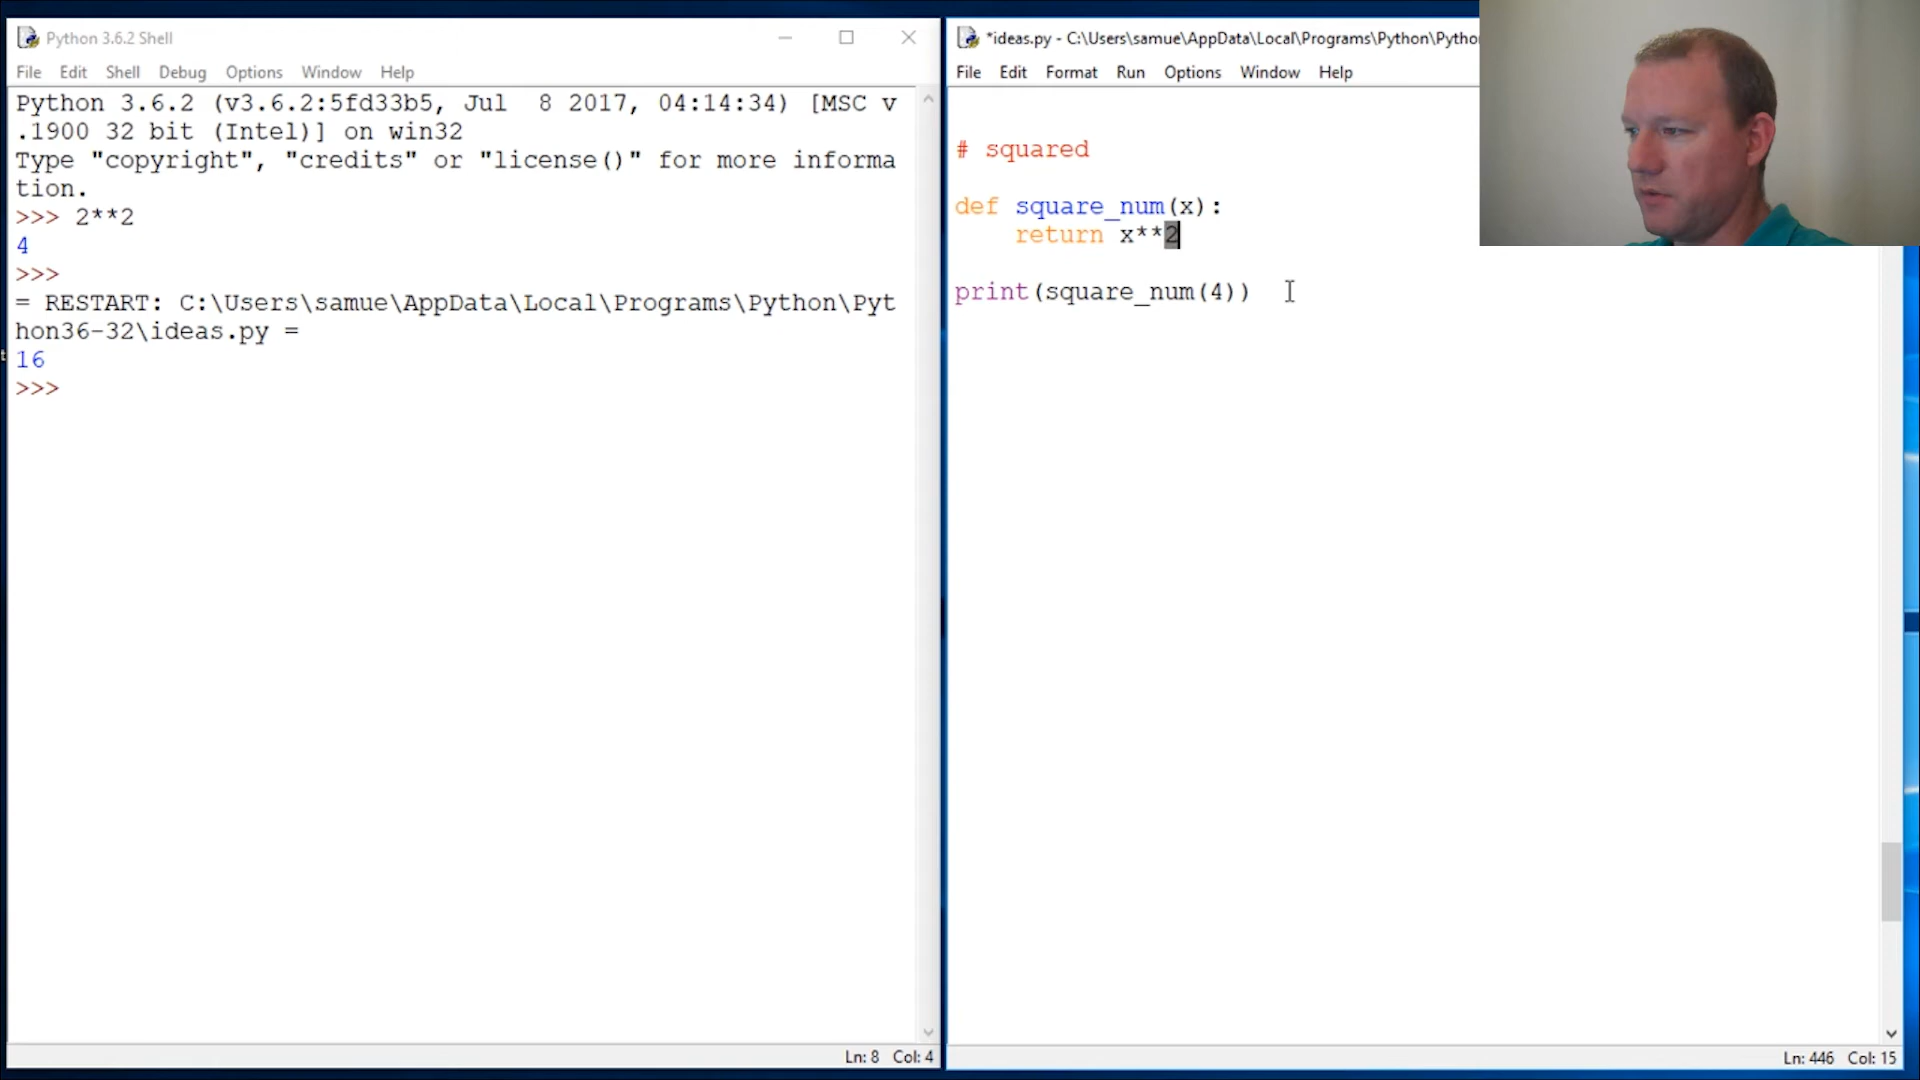 Python 3.6.2 Shell
File Edit Shell Debug Options Window Help
Python 3.6.2 (v3.6.2:5fd33b5, Jul  8 2017, 04:14:34) [MSC v
.1900 32 bit (Intel)] on win32
Type "copyright", "credits" or "license()" for more informa
tion.
>>> 2**2
4
>>>
= RESTART: C:\Users\samue\AppData\Local\Programs\Python\Pyt
hon36-32\ideas.py =
16
>>>
Ln: 8 Col: 4
*ideas.py - C:\Users\samue\AppData\Local\Programs\Python\Pytho
File Edit Format Run Options Window Help
# squared
def square_num(x):
    return x**2
print(square_num(4))
Ln: 446 Col: 15